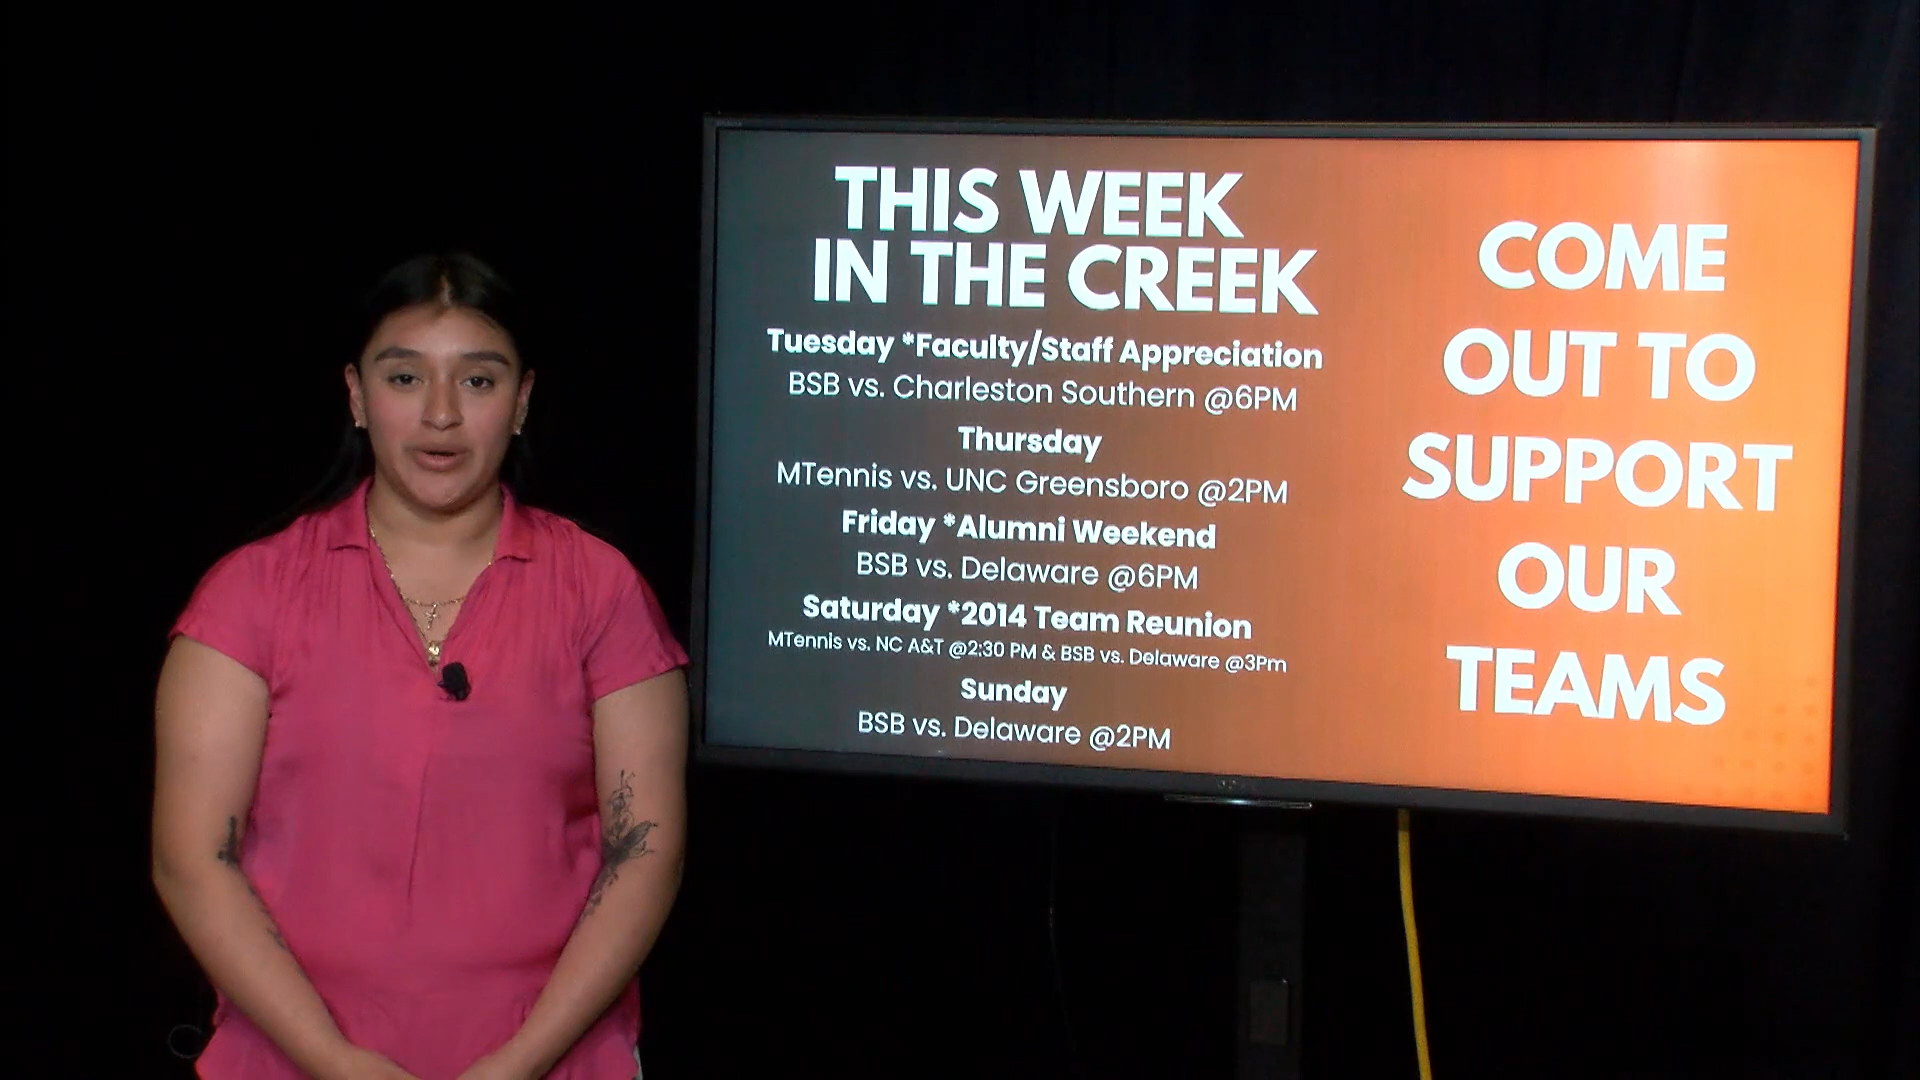 THIS WEEK
IN THE CREEK
Tuesday *Faculty/Staff Appreciation
BSB vs. Charleston Southern @6PM
Thursday
MTennis vs. UNC Greensboro @2PM
Friday *Alumni Weekend
BSB vs. Delaware @6PM
Saturday *2014 Team Reunion
MTennis vs. NC A&T @2:30 PM & BSB vs. Delaware @3Pm
Sunday
BSB vs. Delaware @2PM
COME
OUT TO
SUPPORT
OUR
TEAMS